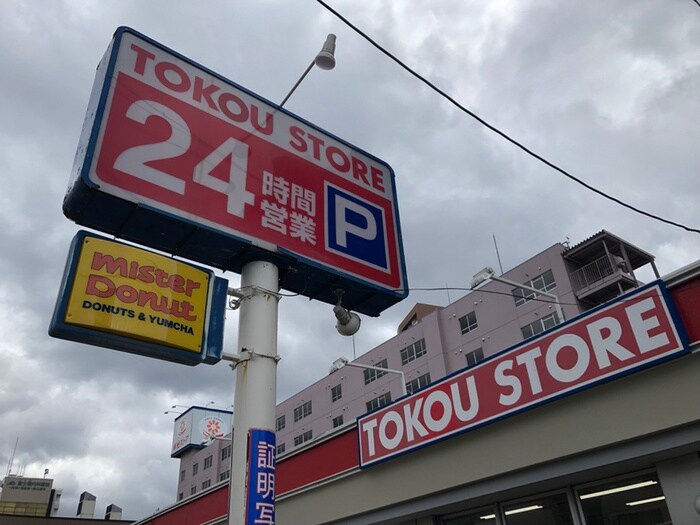 TOKOU STORE
24 時間
営業
P
Mister
Donut
DONUTS & YUMCHA
TOKOU STORE
証明写